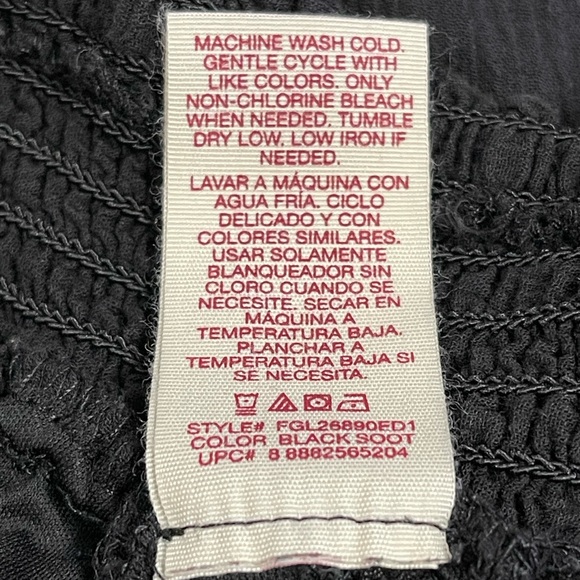 MACHINE WASH COLD.
GENTLE CYCLE WITH
LIKE COLORS. ONLY
NON-CHLORINE BLEACH
WHEN NEEDED. TUMBLE
DRY LOW. LOW IRON IF
NEEDED.
LAVAR A MÁQUINA CON
AGUA FRÍA. CICLO
DELICADO Y CON
COLORES SIMILARES.
USAR SOLAMENTE
BLANQUEADOR SIN
CLORO CUANDO SE
NECESITE. SECAR EN
MÁQUINA A
TEMPERATURA BAJA.
PLANCHAR A
TEMPERATURA BAJA SI
SE NECESITA.
STYLE# FGL26890ED1
COLOR BLACK SOOT
UPC# 8 8882565204